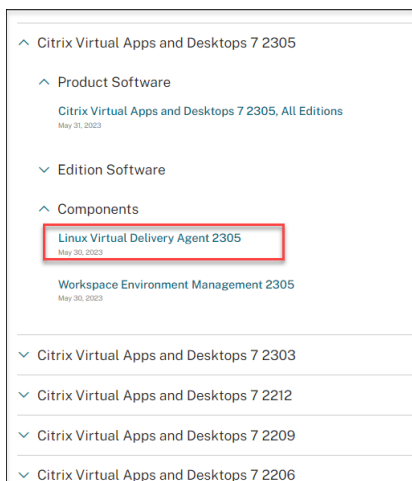 Citrix Virtual Apps and Desktops 7 2305
Product Software
Citrix Virtual Apps and Desktops 7 2305, All Editions
May 31, 2023
Edition Software
Components
Linux Virtual Delivery Agent 2305
May 30, 2023
Workspace Environment Management 2305
May 30, 2023
Citrix Virtual Apps and Desktops 7 2303
Citrix Virtual Apps and Desktops 7 2212
Citrix Virtual Apps and Desktops 7 2209
Citrix Virtual Apps and Desktops 7 2206